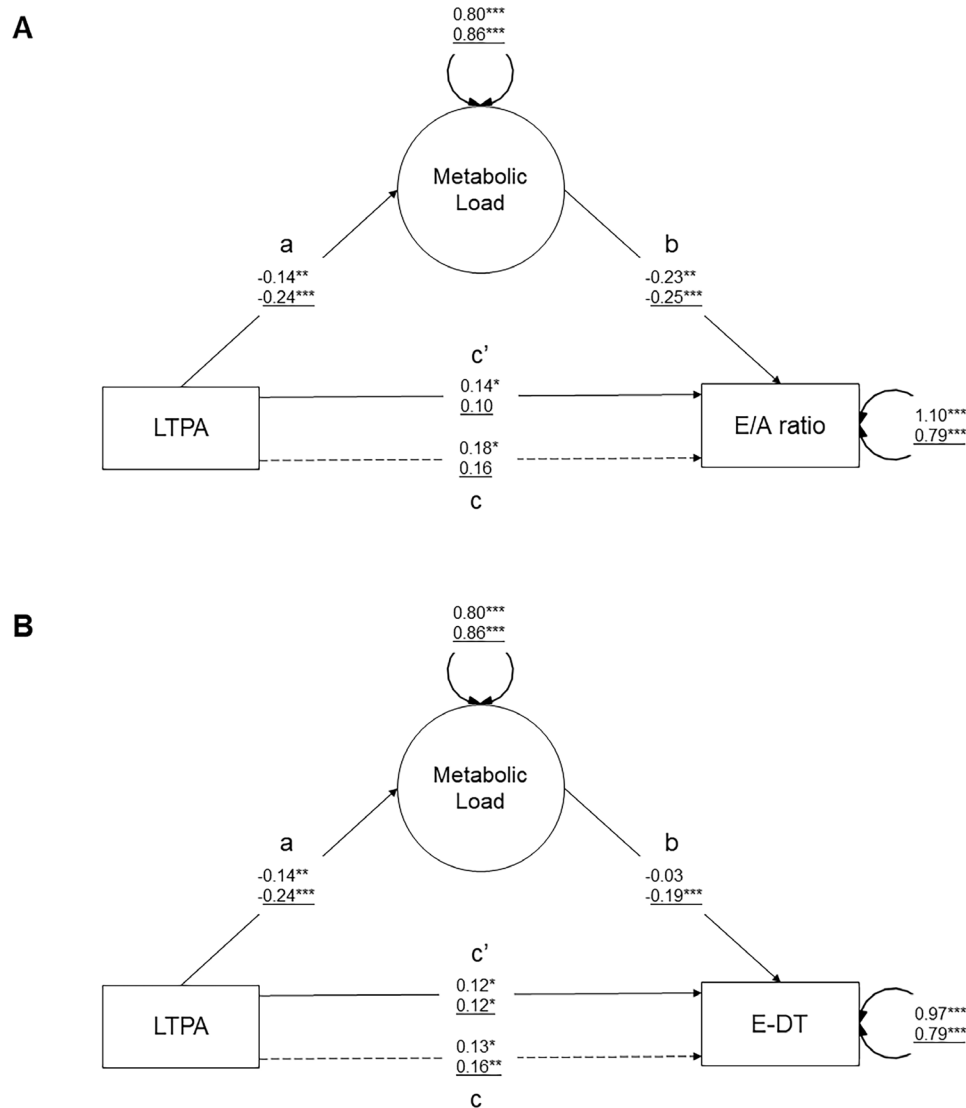 A
0.80***
0.86***
Metabolic
Load
a
-0.14**
-0.24***
b
-0.23**
-0.25***
c’
LTPA
0.14*
0.10
0.18*
0.16
c
E/A ratio
1.10***
0.79***
B
0.80***
0.86***
Metabolic
Load
a
-0.14**
-0.24***
b
-0.03
-0.19***
c’
LTPA
0.12*
0.12*
0.13*
0.16**
c
E-DT
0.97***
0.79***